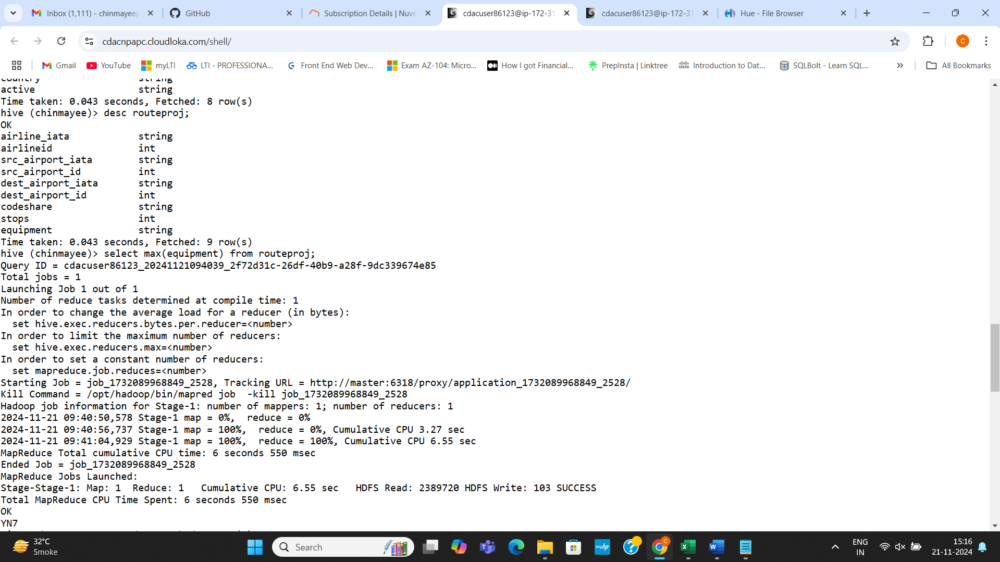 Inbox (1,111) - chinmayeep
GitHub
Subscription Details | Nuve
cdacuser86123@ip-172-31
cdacuser86123@ip-172-31
Hue - File Browser
cdacnpapc.cloudloka.com/shell/
C
Gmail
YouTube
myLTI
LTI - PROFESSIONA...
Front End Web Dev...
Exam AZ-104: Micro...
How I got Financial...
PrepInsta | Linktree
Introduction to Dat...
SQLBolt - Learn SQL...
»
All Bookmarks
country string
active string
Time taken: 0.043 seconds, Fetched: 8 row(s)
hive (chinmayee)> desc routeproj;
OK
airline_iata string
airlineid int
src_airport_iata string
src_airport_id int
dest_airport_iata string
dest_airport_id int
codeshare string
stops int
equipment string
Time taken: 0.043 seconds, Fetched: 9 row(s)
hive (chinmayee)> select max(equipment) from routeproj;
Query ID = cdacuser86123_20241121094039_2f72d31c-26df-40b9-a28f-9dc339674e85
Total jobs = 1
Launching Job 1 out of 1
Number of reduce tasks determined at compile time: 1
In order to change the average load for a reducer (in bytes):
  set hive.exec.reducers.bytes.per.reducer=<number>
In order to limit the maximum number of reducers:
  set hive.exec.reducers.max=<number>
In order to set a constant number of reducers:
  set mapreduce.job.reduces=<number>
Starting Job = job_1732089968849_2528, Tracking URL = http://master:6318/proxy/application_1732089968849_2528/
Kill Command = /opt/hadoop/bin/mapred job  -kill job_1732089968849_2528
Hadoop job information for Stage-1: number of mappers: 1; number of reducers: 1
2024-11-21 09:40:50,578 Stage-1 map = 0%,  reduce = 0%
2024-11-21 09:40:56,737 Stage-1 map = 100%,  reduce = 0%, Cumulative CPU 3.27 sec
2024-11-21 09:41:04,929 Stage-1 map = 100%,  reduce = 100%, Cumulative CPU 6.55 sec
MapReduce Total cumulative CPU time: 6 seconds 550 msec
Ended Job = job_1732089968849_2528
MapReduce Jobs Launched:
Stage-Stage-1: Map: 1  Reduce: 1   Cumulative CPU: 6.55 sec   HDFS Read: 2389720 HDFS Write: 103 SUCCESS
Total MapReduce CPU Time Spent: 6 seconds 550 msec
OK
YN7
32°C
Smoke
Search
myhp
ENG
IN
15:16
21-11-2024